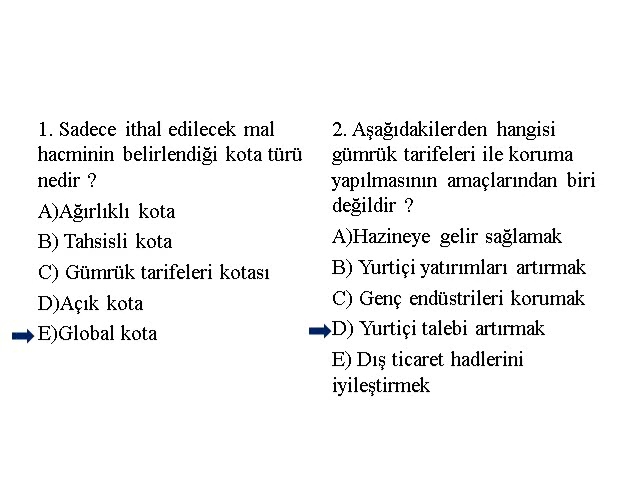 1. Sadece ithal edilecek mal
hacminin belirlendiği kota türü
nedir ?
A)Ağırlıklı kota
B) Tahsisli kota
C) Gümrük tarifeleri kotası
D)Açık kota
E)Global kota
2. Aşağıdakilerden hangisi
gümrük tarifeleri ile koruma
yapılmasının amaçlarından biri
değildir ?
A)Hazineye gelir sağlamak
B) Yurtiçi yatırımları artırmak
C) Genç endüstrileri korumak
D) Yurtiçi talebi artırmak
E) Dış ticaret hadlerini
iyileştirmek